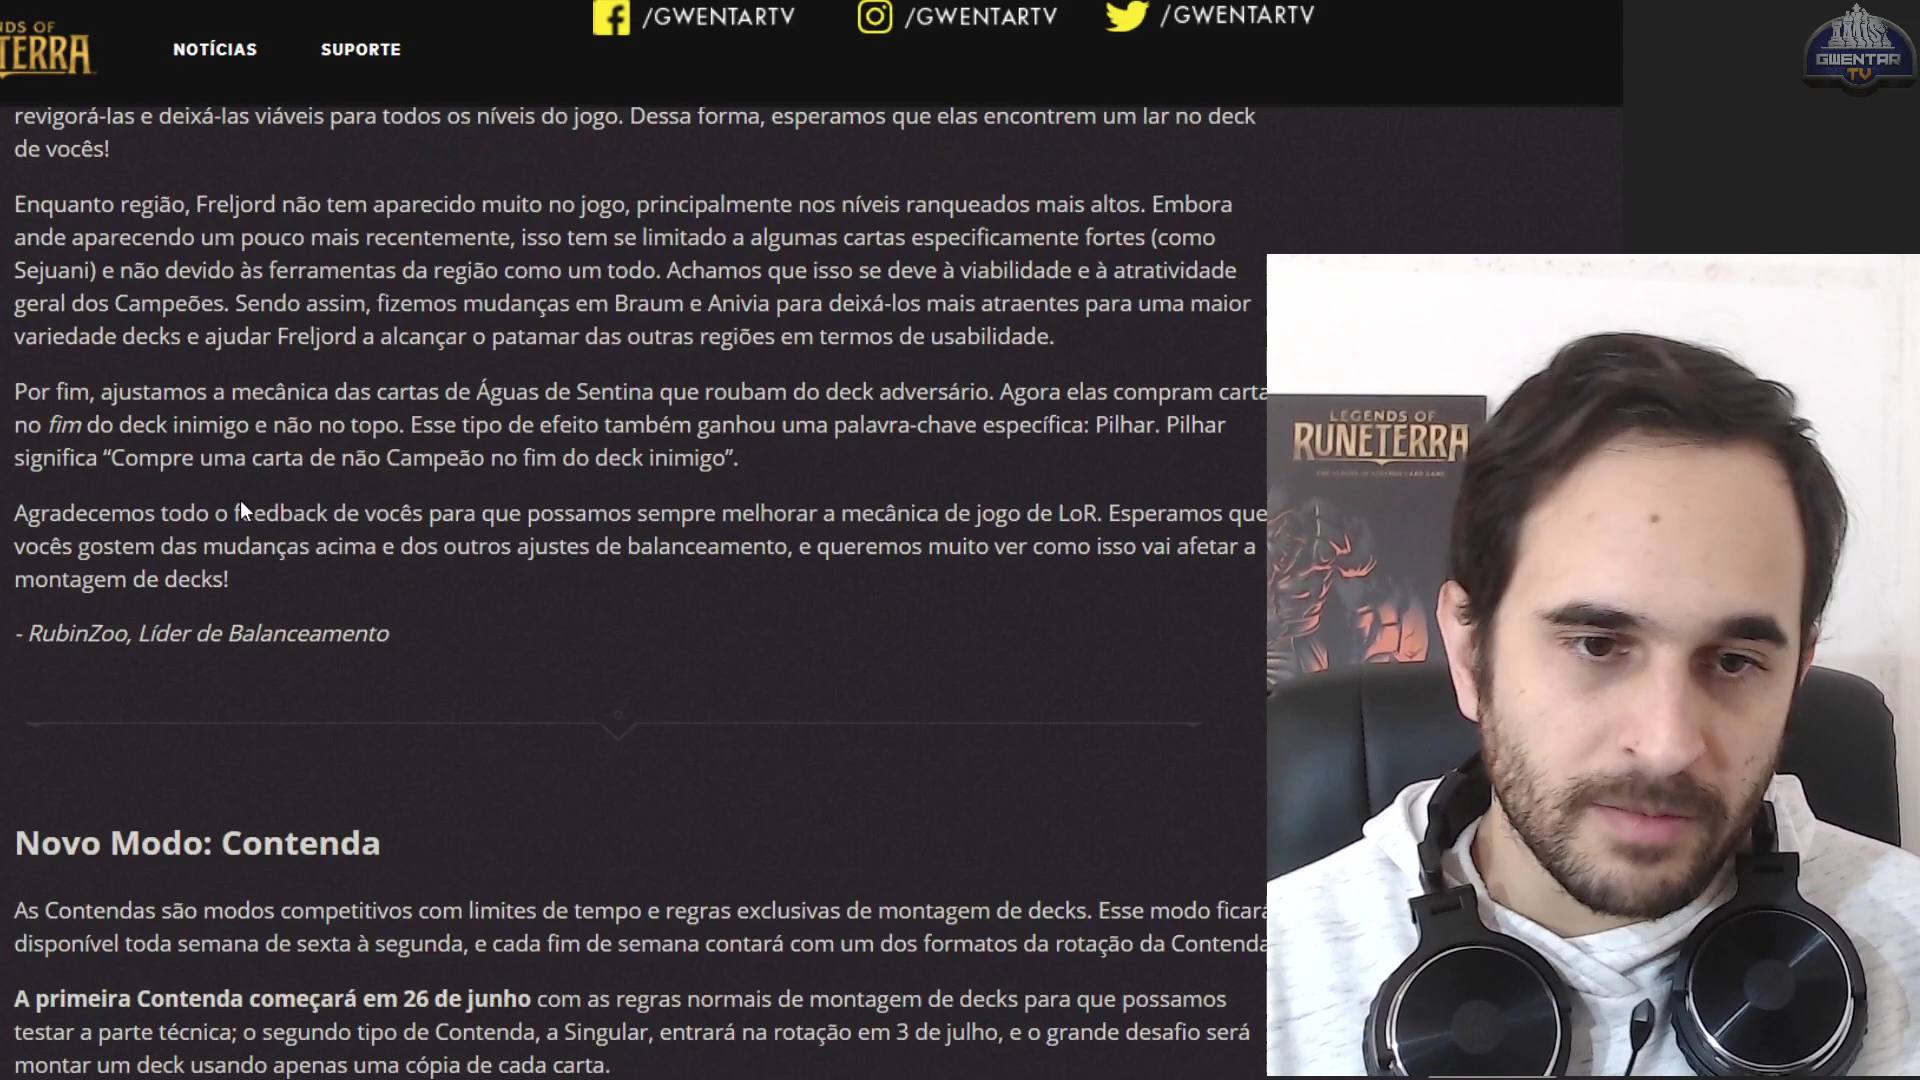 /GWENTARTV /GWENTARTV /GWENTARTV
GWENTAR
TV
NDS OF
TERRA
NOTÍCIAS SUPORTE
revigorá-las e deixá-las viáveis para todos os níveis do jogo. Dessa forma, esperamos que elas encontrem um lar no deck
de vocês!
Enquanto região, Freljord não tem aparecido muito no jogo, principalmente nos níveis ranqueados mais altos. Embora
ande aparecendo um pouco mais recentemente, isso tem se limitado a algumas cartas especificamente fortes (como
Sejuani) e não devido às ferramentas da região como um todo. Achamos que isso se deve à viabilidade e à atratividade
geral dos Campeões. Sendo assim, fizemos mudanças em Braum e Anivia para deixá-los mais atraentes para uma maior
variedade decks e ajudar Freljord a alcançar o patamar das outras regiões em termos de usabilidade.
Por fim, ajustamos a mecânica das cartas de Águas de Sentina que roubam do deck adversário. Agora elas compram carta
no fim do deck inimigo e não no topo. Esse tipo de efeito também ganhou uma palavra-chave específica: Pilhar. Pilhar
significa “Compre uma carta de não Campeão no fim do deck inimigo”.
Agradecemos todo o feedback de vocês para que possamos sempre melhorar a mecânica de jogo de LoR. Esperamos que
vocês gostem das mudanças acima e dos outros ajustes de balanceamento, e queremos muito ver como isso vai afetar a
montagem de decks!
- RubinZoo, Líder de Balanceamento
Novo Modo: Contenda
As Contendas são modos competitivos com limites de tempo e regras exclusivas de montagem de decks. Esse modo ficará
disponível toda semana de sexta à segunda, e cada fim de semana contará com um dos formatos da rotação da Contenda
A primeira Contenda começará em 26 de junho com as regras normais de montagem de decks para que possamos
testar a parte técnica; o segundo tipo de Contenda, a Singular, entrará na rotação em 3 de julho, e o grande desafio será
montar um deck usando apenas uma cópia de cada carta.
LEGENDS OF
RUNETERRA